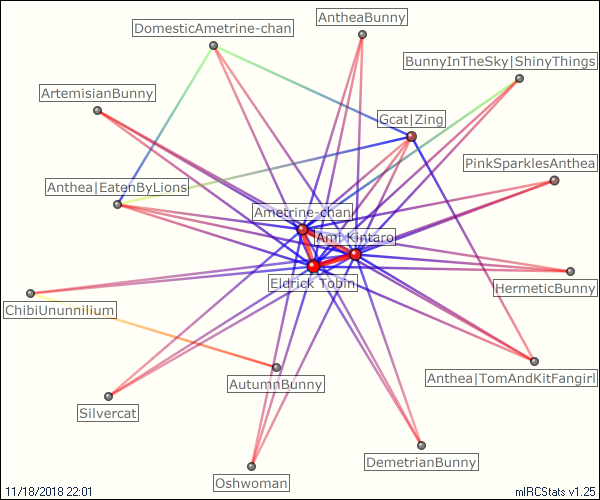 AntheaBunny
DomesticAmetrine-chan
BunnyInTheSky|ShinyThings
ArtemisianBunny
Gcat|Zing
PinkSparklesAnthea
Anthea|EatenByLions
Ametrine-chan
Ami Kintaro
Eldrick Tobin
HermeticBunny
ChibiUnunnilium
Anthea|TomAndKitFangirl
AutumnBunny
Silvercat
DemetrianBunny
Oshwoman
11/18/2018 22:01
mIRCStats v1.25